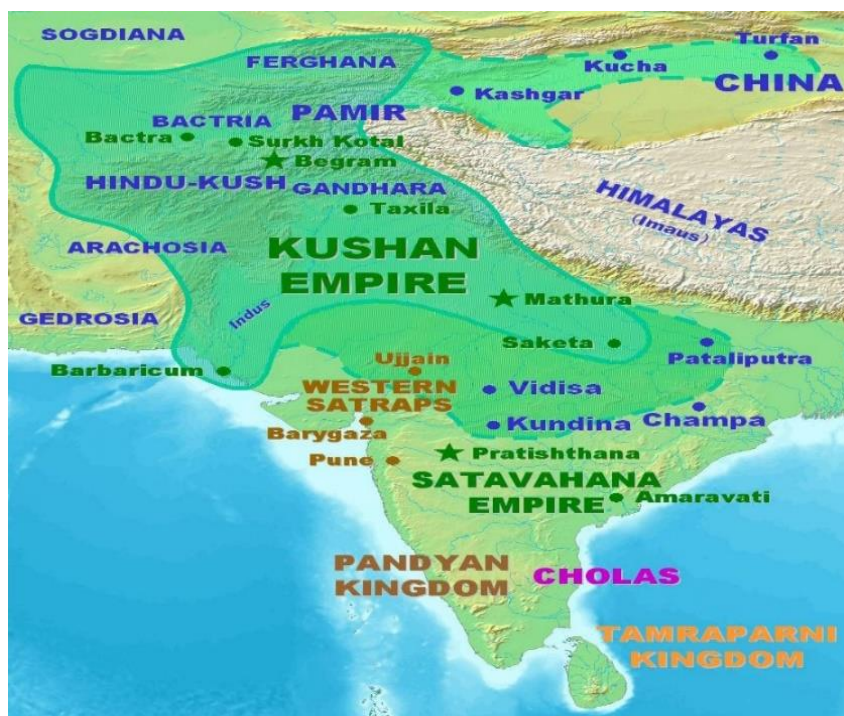 SOGDIANA
FERGHANA
Turfan
Kucha
CHINA
Kashgar
PAMIR
BACTRIA
Bactra
Surkh Kotal
Begram
HINDU-KUSH
GANDHARA
Taxila
HIMALAYAS
(Imaus)
ARACHOSIA
KUSHAN
EMPIRE
Mathura
GEDROSIA
Indus
Saketa
Pataliputra
Barbaricum
Ujjain
WESTERN
SATRAPS
Vidisa
Barygaza
Kundina
Champa
Pune
Pratishthana
SATAVAHANA
EMPIRE
Amaravati
PANDYAN
KINGDOM
CHOLAS
TAMRAPARNI
KINGDOM